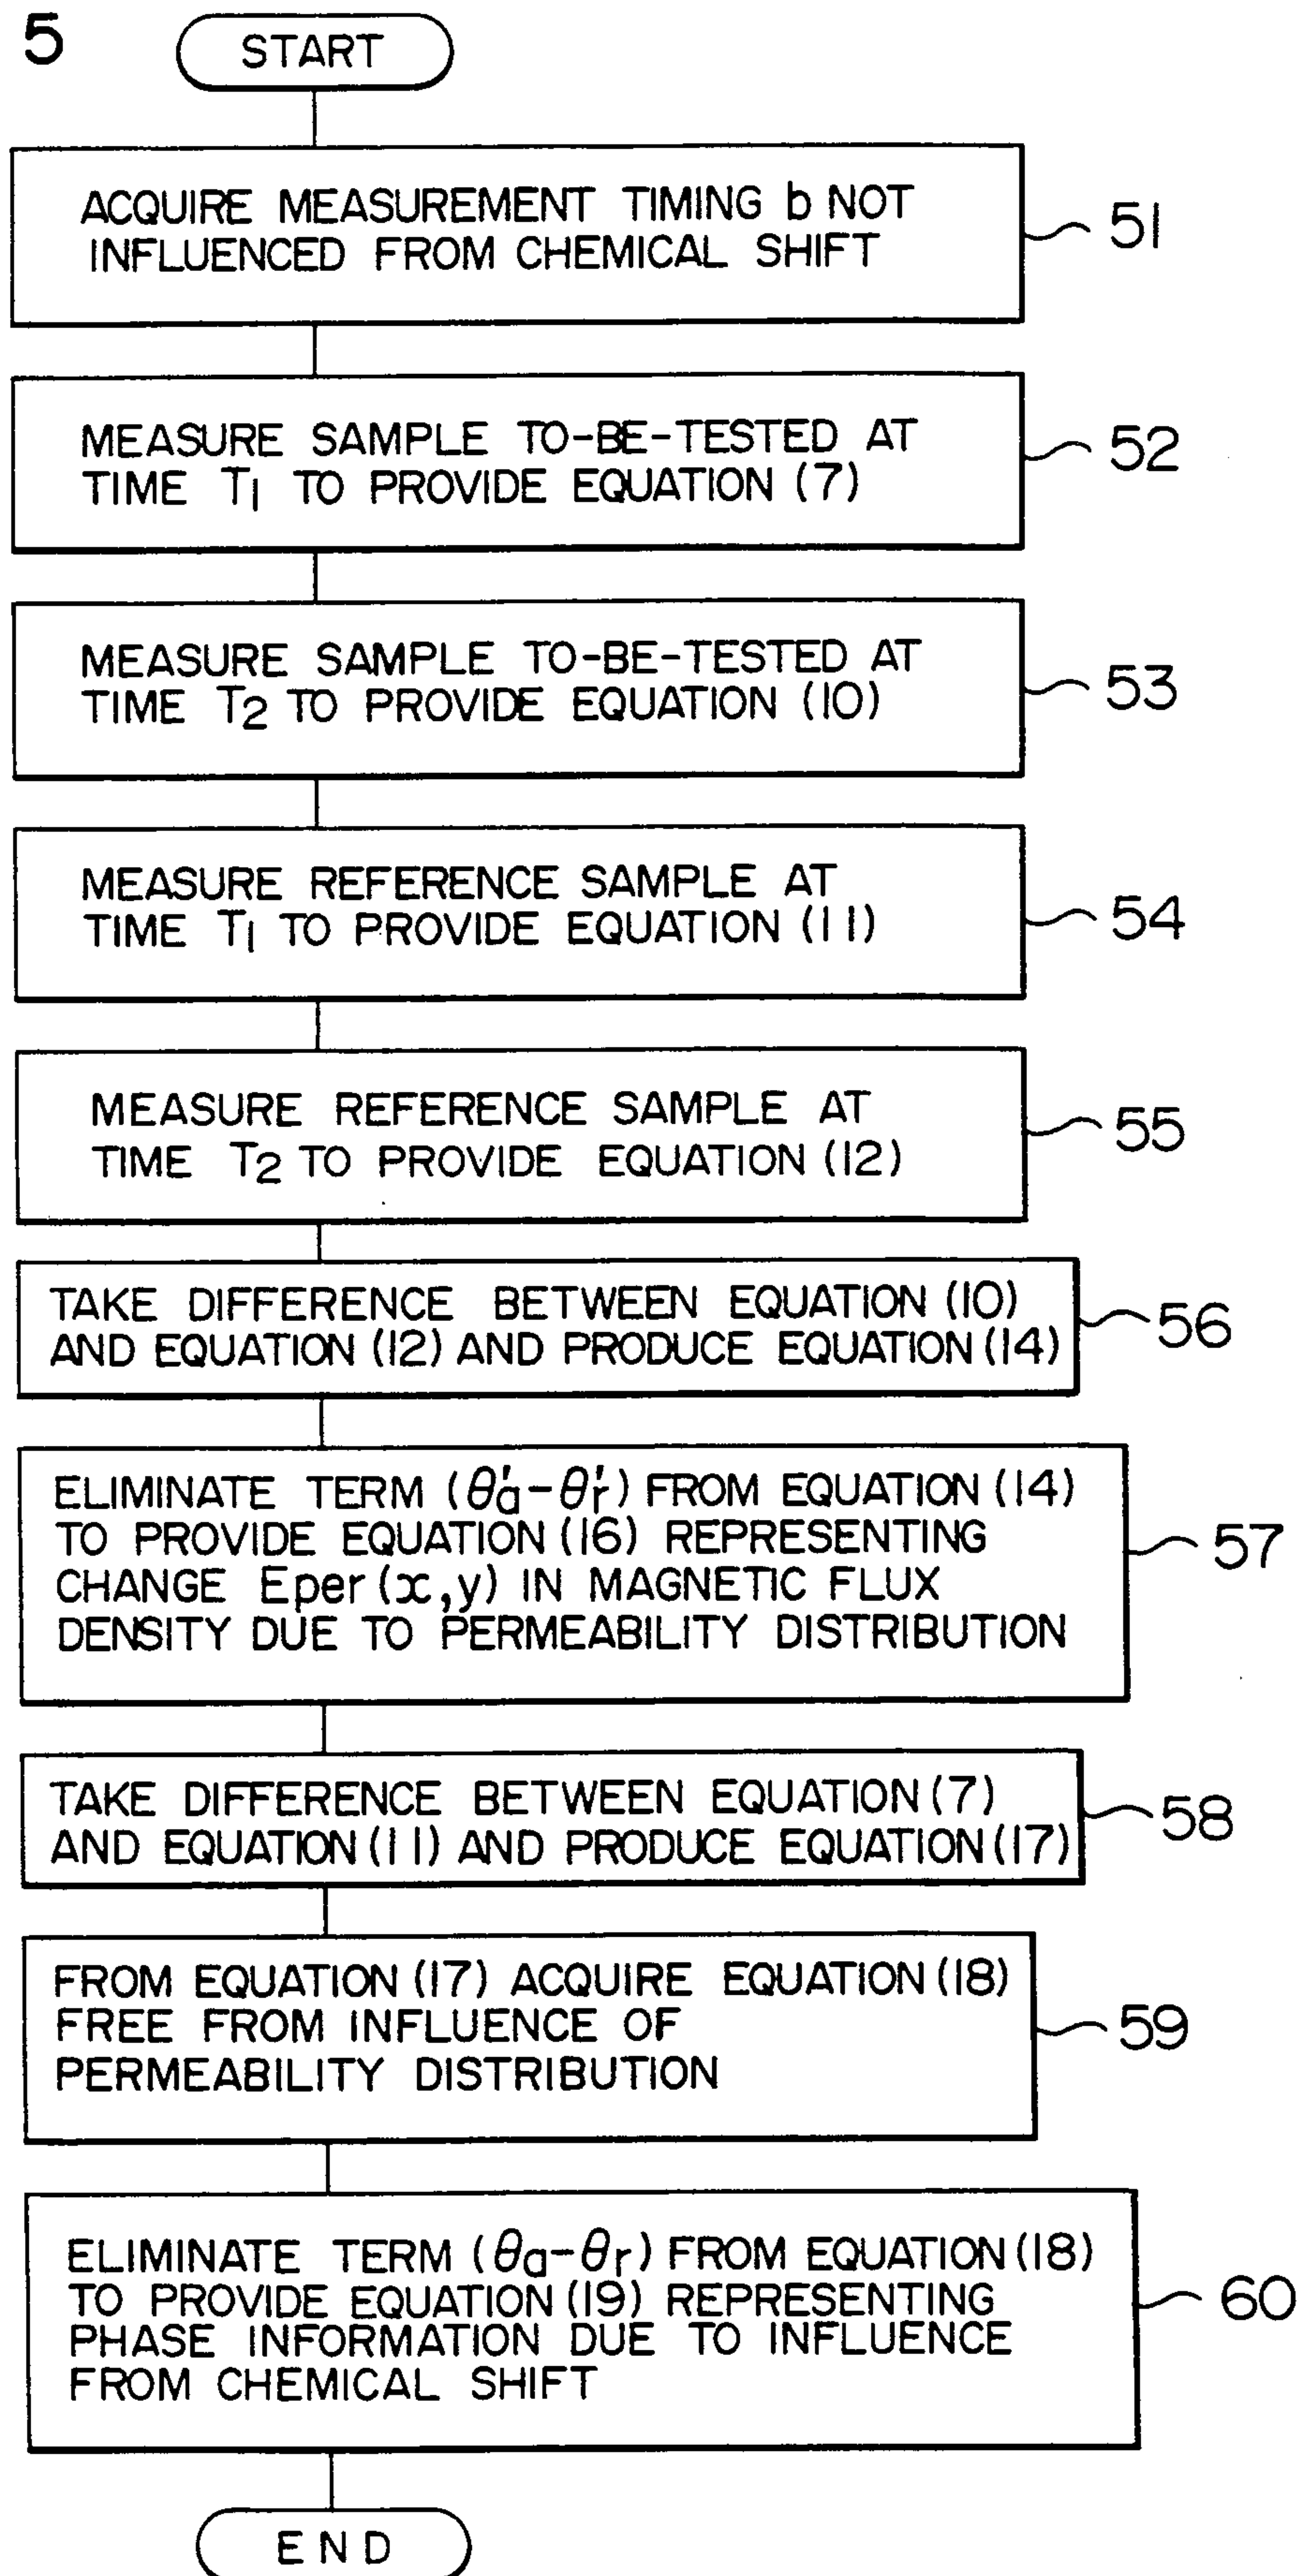 5
START
ACQUIRE MEASUREMENT TIMING b NOT
INFLUENCED FROM CHEMICAL SHIFT
51
MEASURE SAMPLE TO-BE-TESTED AT
TIME T1 TO PROVIDE EQUATION (7)
52
MEASURE SAMPLE TO-BE-TESTED AT
TIME T2 TO PROVIDE EQUATION (10)
53
MEASURE REFERENCE SAMPLE AT
TIME T1 TO PROVIDE EQUATION (11)
54
MEASURE REFERENCE SAMPLE AT
TIME T2 TO PROVIDE EQUATION (12)
55
TAKE DIFFERENCE BETWEEN EQUATION (10)
AND EQUATION (12) AND PRODUCE EQUATION (14)
56
ELIMINATE TERM (θ'a-θ'r) FROM EQUATION (14)
TO PROVIDE EQUATION (16) REPRESENTING
CHANGE Eper (x,y) IN MAGNETIC FLUX
DENSITY DUE TO PERMEABILITY DISTRIBUTION
57
TAKE DIFFERENCE BETWEEN EQUATION (7)
AND EQUATION (11) AND PRODUCE EQUATION (17)
58
FROM EQUATION (17) ACQUIRE EQUATION (18)
FREE FROM INFLUENCE OF
PERMEABILITY DISTRIBUTION
59
ELIMINATE TERM (θa-θr) FROM EQUATION (18)
TO PROVIDE EQUATION (19) REPRESENTING
PHASE INFORMATION DUE TO INFLUENCE
FROM CHEMICAL SHIFT
60
END